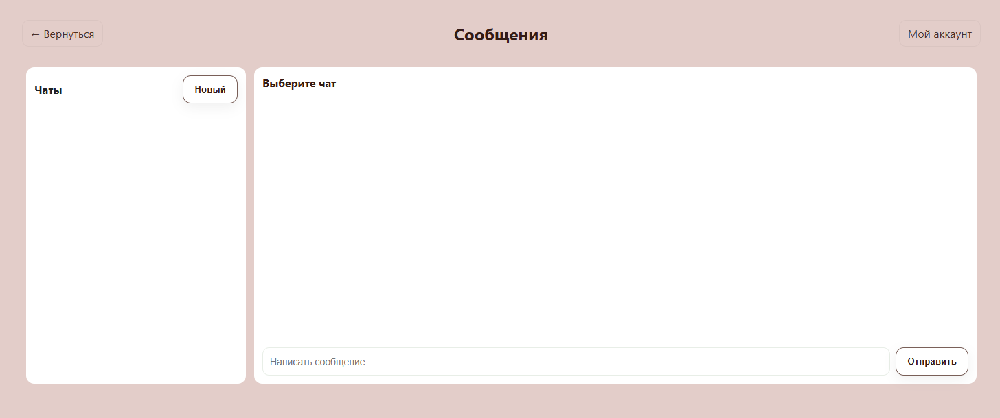 ← Вернуться
Сообщения
Мой аккаунт
Чаты
Новый
Выберите чат
Написать сообщение...
Отправить